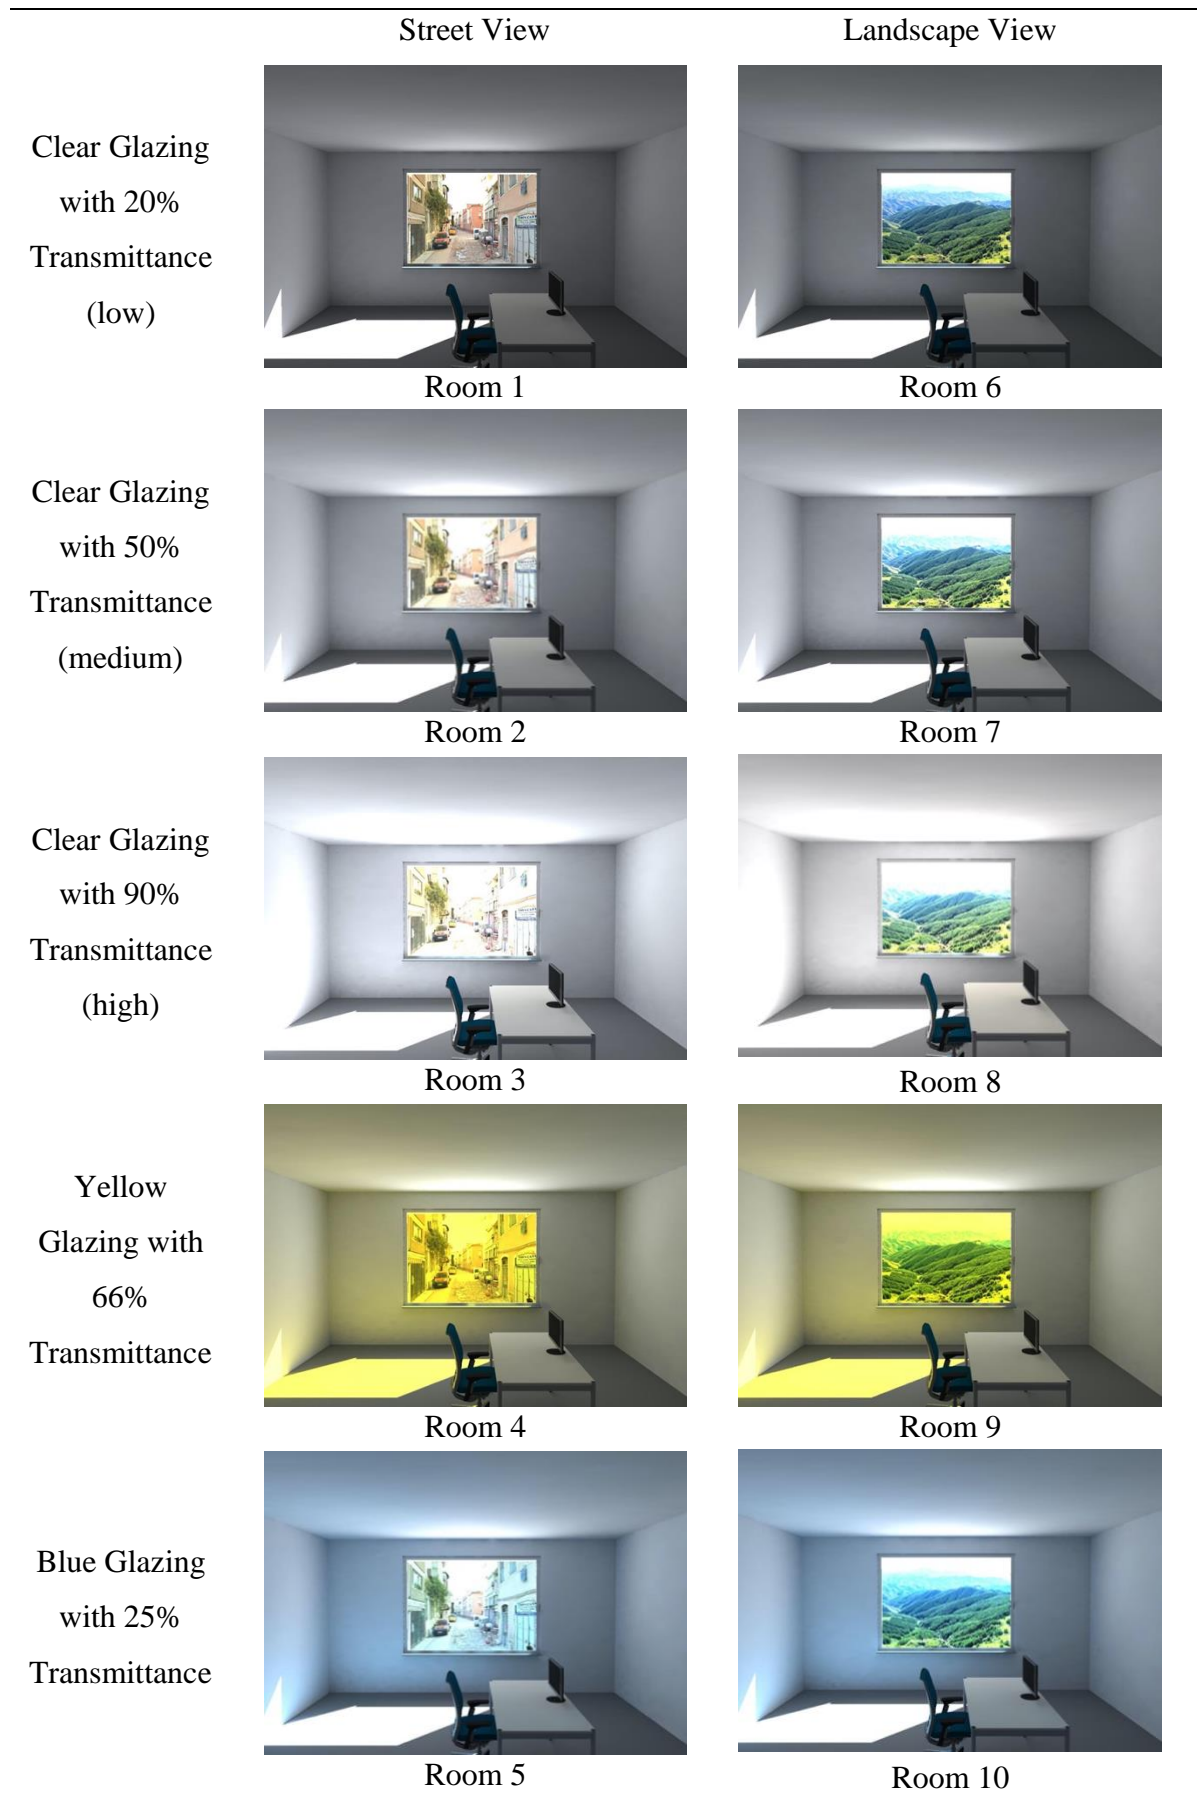 Street View
Landscape View
Clear Glazing
with 20%
Transmittance
(low)
Room 1
Room 6
Clear Glazing
with 50%
Transmittance
(medium)
Room 2
Room 7
Clear Glazing
with 90%
Transmittance
(high)
Room 3
Room 8
Yellow
Glazing with
66%
Transmittance
Room 4
Room 9
Blue Glazing
with 25%
Transmittance
Room 5
Room 10